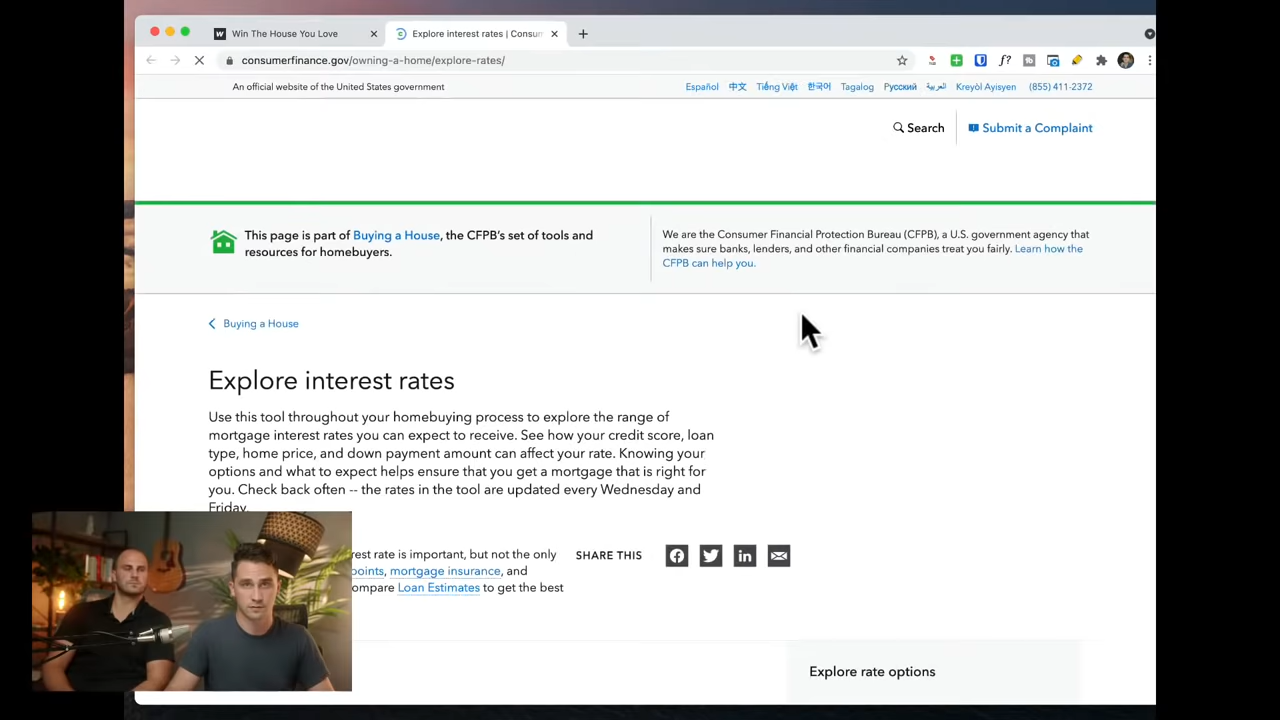 Win The House You Love
Explore interest rates | Consum
consumerfinance.gov/owning-a-home/explore-rates/
An official website of the United States government
Español 中文 Tiếng Việt 한국어 Tagalog Русский العربية Kreyòl Ayisyen (855) 411-2372
Search
Submit a Complaint
This page is part of Buying a House, the CFPB's set of tools and
resources for homebuyers.
We are the Consumer Financial Protection Bureau (CFPB), a U.S. government agency that
makes sure banks, lenders, and other financial companies treat you fairly. Learn how the
CFPB can help you.
Buying a House
Explore interest rates
Use this tool throughout your homebuying process to explore the range of
mortgage interest rates you can expect to receive. See how your credit score, loan
type, home price, and down payment amount can affect your rate. Knowing your
options and what to expect helps ensure that you get a mortgage that is right for
you. Check back often -- the rates in the tool are updated every Wednesday and
Friday.
rest rate is important, but not the only
points, mortgage insurance, and
ompare Loan Estimates to get the best
SHARE THIS
Explore rate options